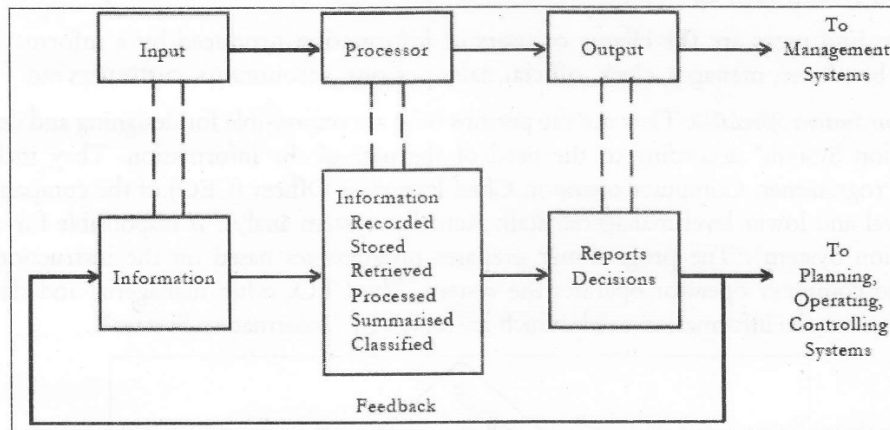 Input
Processor
Output
To
Management
Systems
Information
Information
Recorded
Stored
Retrieved
Processed
Summarised
Classified
Reports
Decisions
To
Planning,
Operating,
Controlling
Systems
Feedback